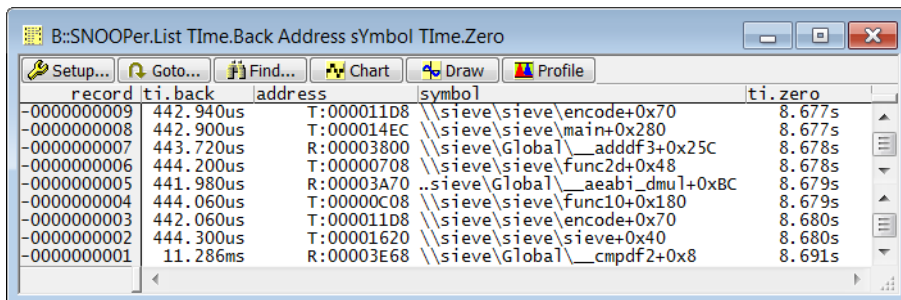 B::SNOOPer.List TIme.Back Address sYmbol TIme.Zero
Setup... Goto... Find... Chart Draw Profile
record ti.back address symbol ti.zero
-0000000009 442.940us T:000011D8 \\sieve\sieve\encode+0x70 8.677s
-0000000008 442.900us T:000014EC \\sieve\sieve\main+0x280 8.677s
-0000000007 443.720us R:00003800 \\sieve\Global\__adddf3+0x25C 8.678s
-0000000006 444.200us T:00000708 \\sieve\sieve\func2d+0x48 8.678s
-0000000005 441.980us R:00003A70 ..sieve\Global\__aeabi_dmul+0xBC 8.679s
-0000000004 444.060us T:00000C08 \\sieve\sieve\func10+0x180 8.679s
-0000000003 442.060us T:000011D8 \\sieve\sieve\encode+0x70 8.680s
-0000000002 444.300us T:00001620 \\sieve\sieve\sieve+0x40 8.680s
-0000000001 11.286ms R:00003E68 \\sieve\Global\__cmpdf2+0x8 8.691s